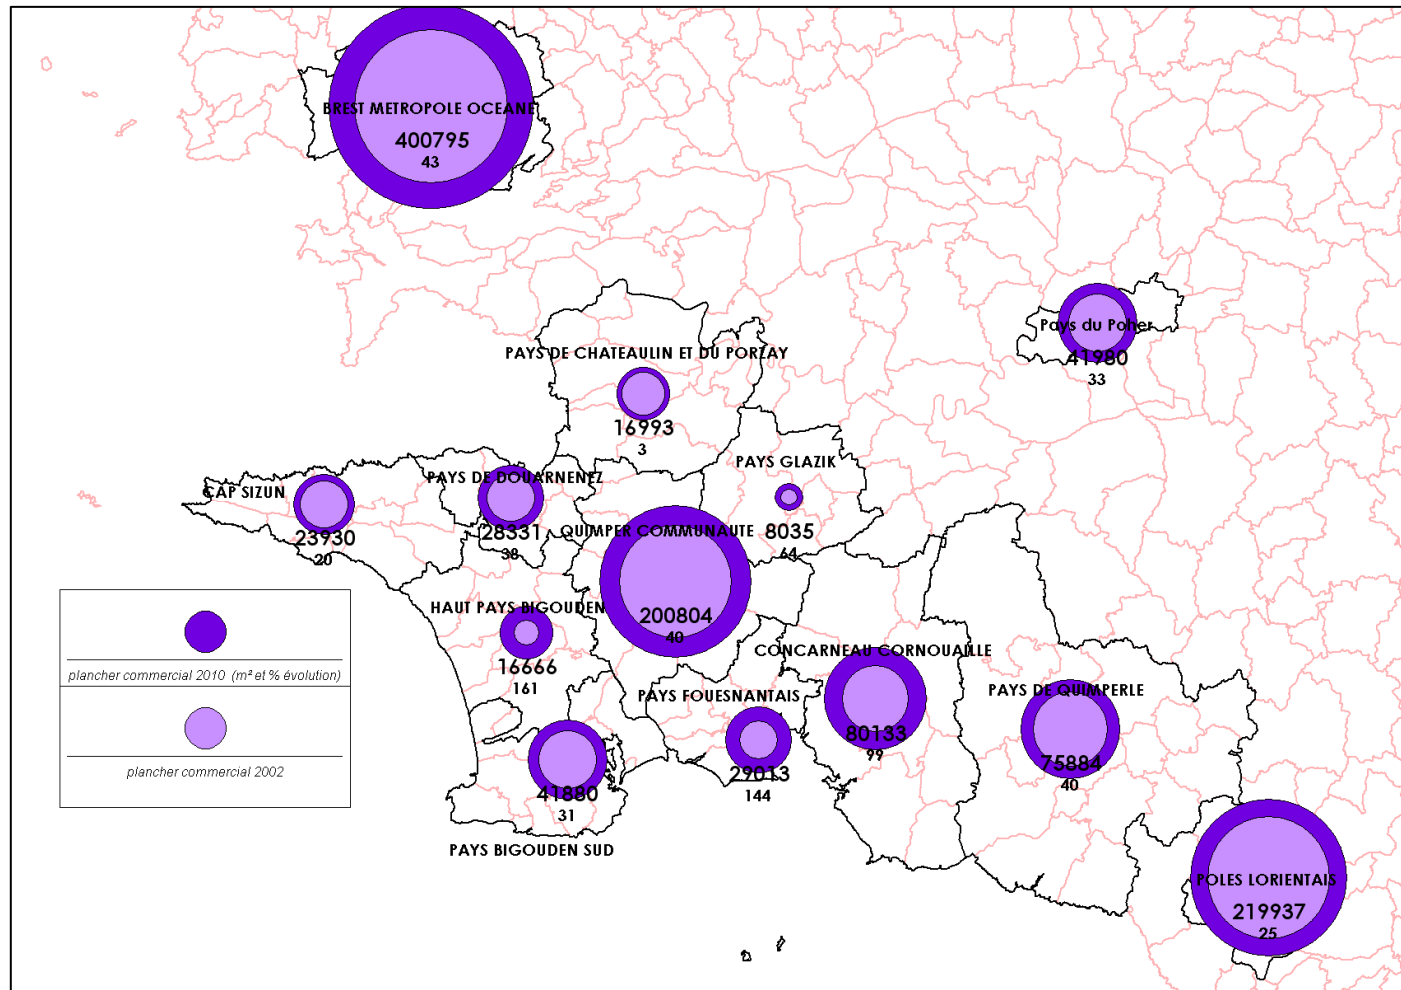 BREST METROPOLE OCEANE
400795
43
Pays du Poher
41980
33
PAYS DE CHATEAULIN ET DU PORZAY
16993
3
PAYS GLAZIK
8035
64
CAP SIZUN
23930
20
PAYS DE DOUARNENEZ
28331
38
QUIMPER COMMUNAUTE
200804
40
HAUT PAYS BIGOUDEN
16666
161
CONCARNEAU CORNOUAILLE
80133
99
PAYS FOUESNANTAIS
29013
144
PAYS DE QUIMPERLE
75884
40
41880
31
PAYS BIGOUDEN SUD
POLES LORIENTAIS
219937
25
plancher commercial 2010 (m² et % évolution)
plancher commercial 2002